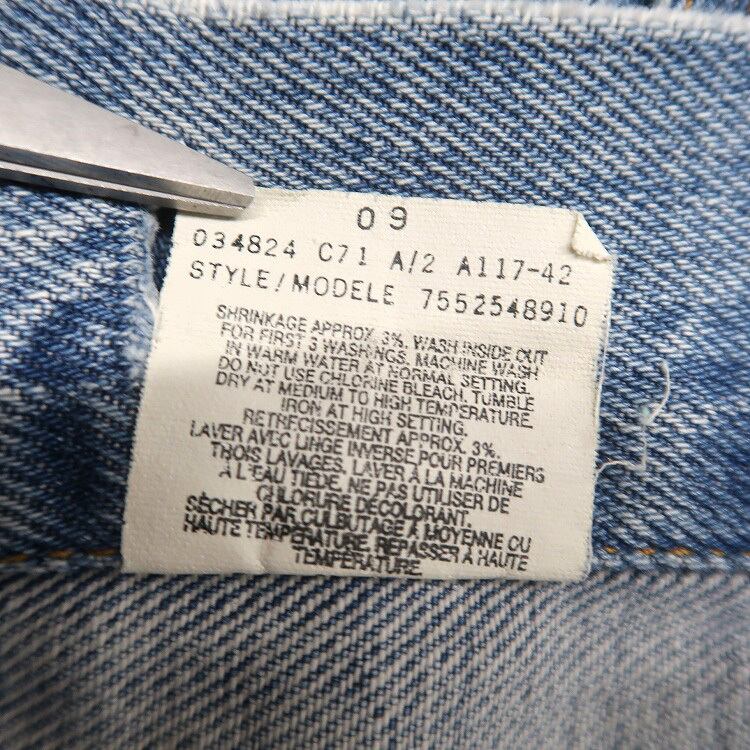 09
034824 C71 A/2 A117-42
STYLE/MODELE 7552548910
SHRINKAGE APPROX. 3%. WASH INSIDE OUT
FOR FIRST 3 WASHINGS. MACHINE WASH
IN WARM WATER AT NORMAL SETTING.
DO NOT USE CHLORINE BLEACH. TUMBLE
DRY AT MEDIUM TO HIGH TEMPERATURE.
IRON AT HIGH SETTING.
RETRECISSEMENT APPROX. 3%.
LAVER AVEC LINGE INVERSE POUR PREMIERS
TROIS LAVAGES. LAVER A LA MACHINE
A L'EAU TIEDE. NE PAS UTILISER DE
CHLORURE DECOLORANT.
SÈCHER PAR CULBUTAGE A MOYENNE OU
HAUTE TEMPERATURE. REPASSER A HAUTE
TEMPERATURE